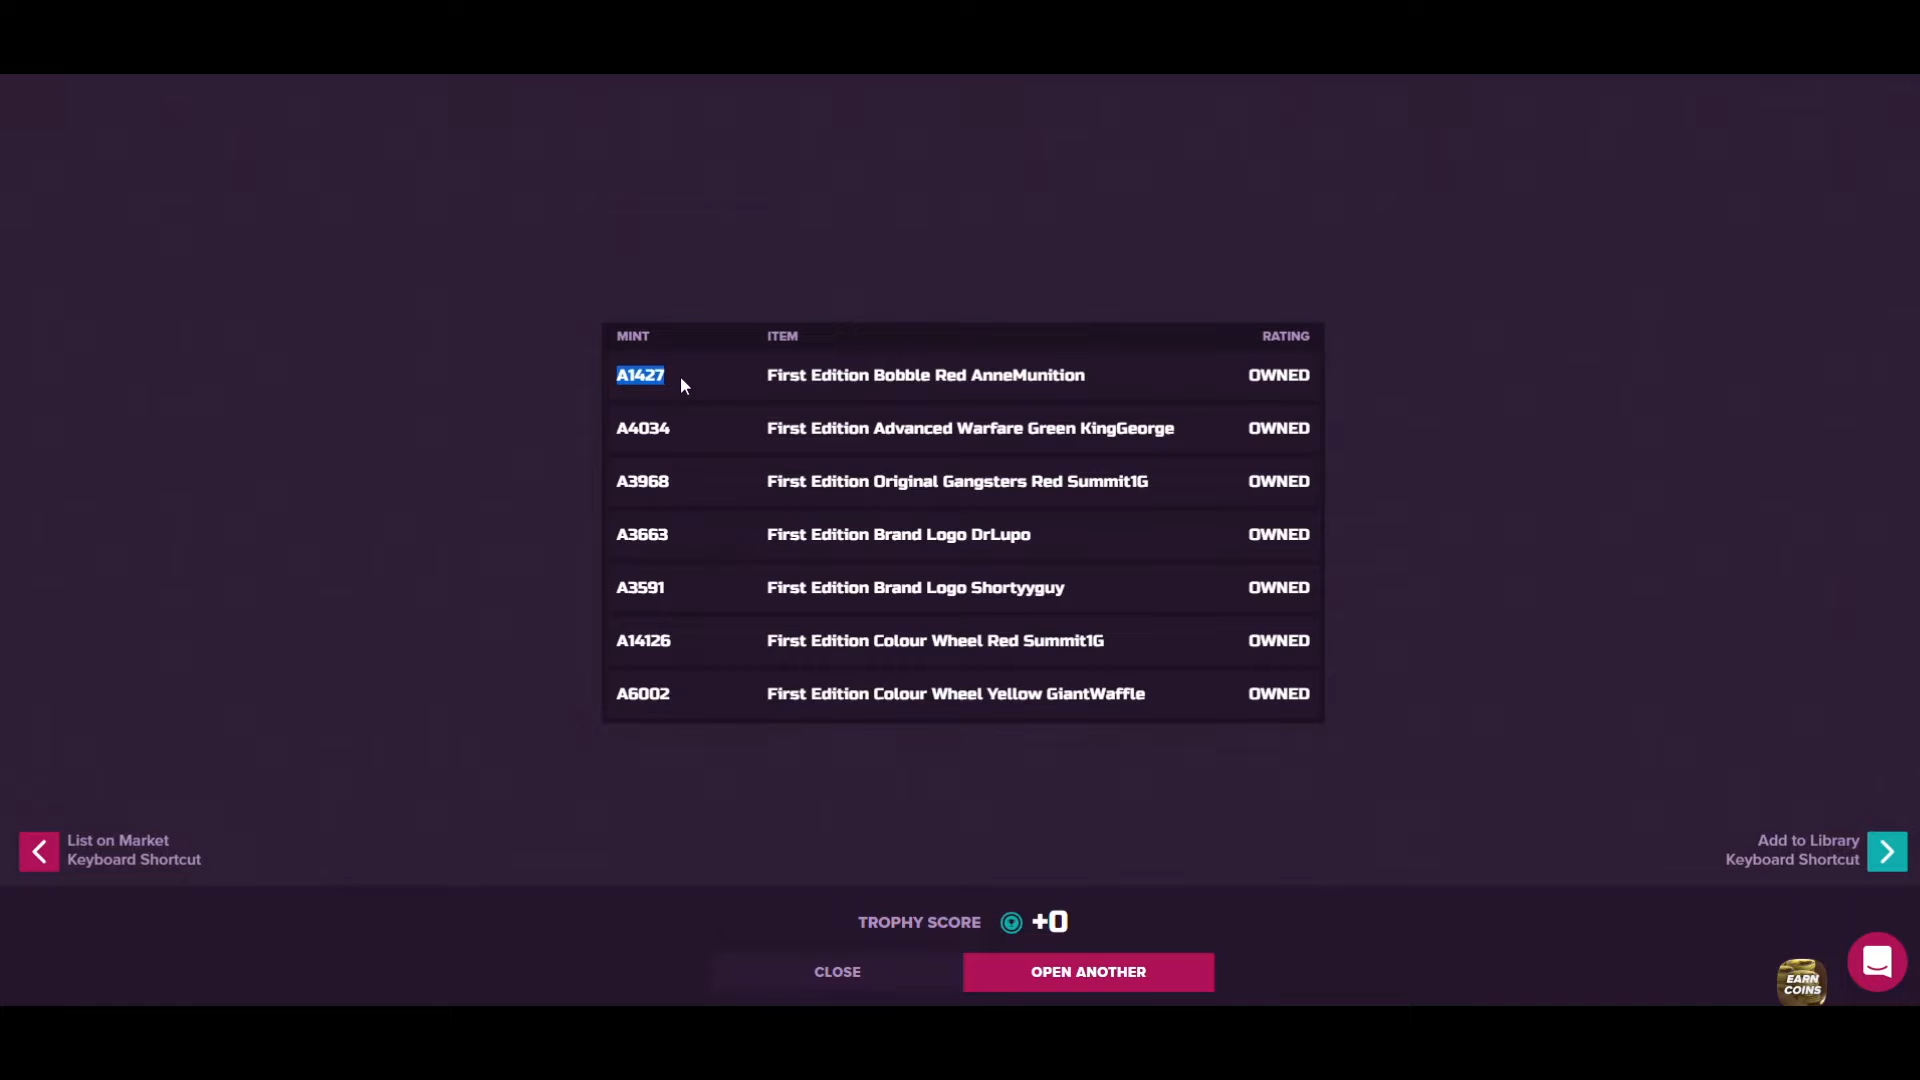 MINT ITEM RATING
A1427 First Edition Bobble Red AnneMunition OWNED
A4034 First Edition Advanced Warfare Green KingGeorge OWNED
A3968 First Edition Original Gangsters Red Summit1G OWNED
A3663 First Edition Brand Logo DrLupo OWNED
A3591 First Edition Brand Logo Shortyyguy OWNED
A14126 First Edition Colour Wheel Red Summit1G OWNED
A6002 First Edition Colour Wheel Yellow GiantWaffle OWNED
List on Market
Keyboard Shortcut
Add to Library
Keyboard Shortcut
TROPHY SCORE +0
CLOSE
OPEN ANOTHER
EARN
COINS